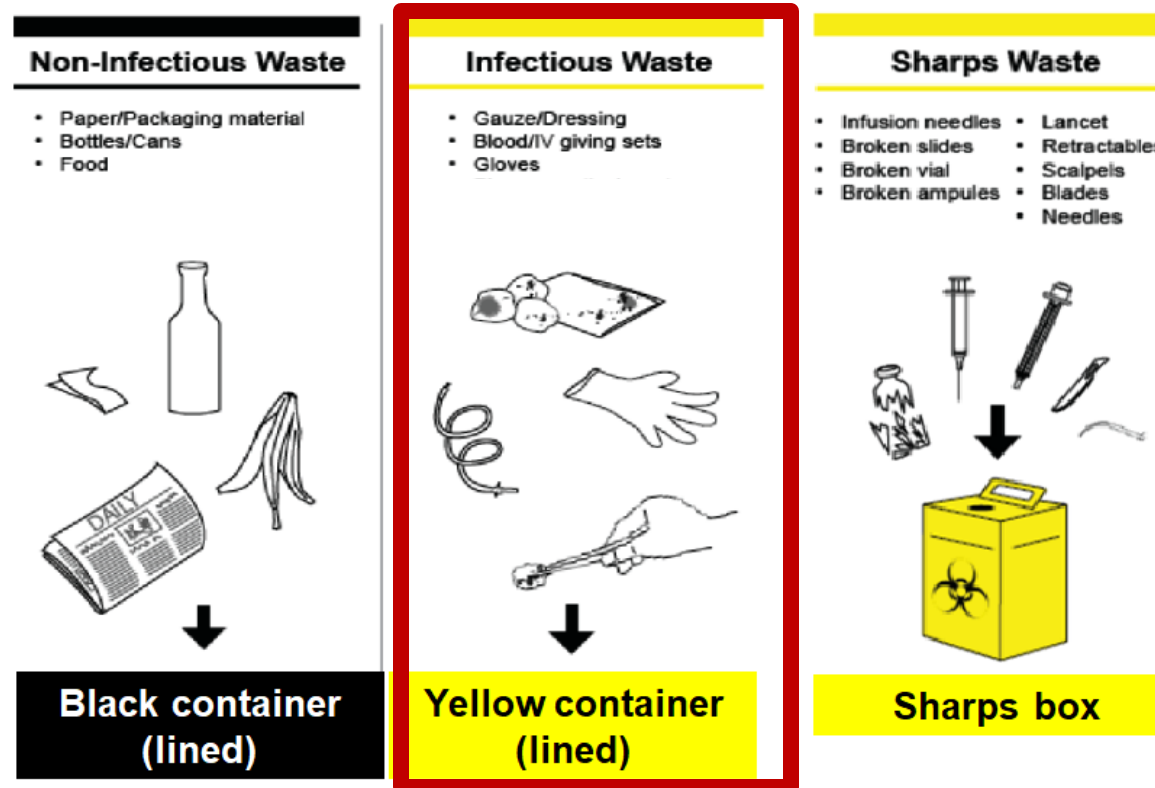 Non-Infectious Waste
• Paper/Packaging material
• Bottles/Cans
• Food
DAILY
Black container
(lined)
Infectious Waste
• Gauze/Dressing
• Blood/IV giving sets
• Gloves
Yellow container
(lined)
Sharps Waste
• Infusion needles
• Broken slides
• Broken vial
• Broken ampules
• Lancet
• Retractables
• Scalpels
• Blades
• Needles
Sharps box